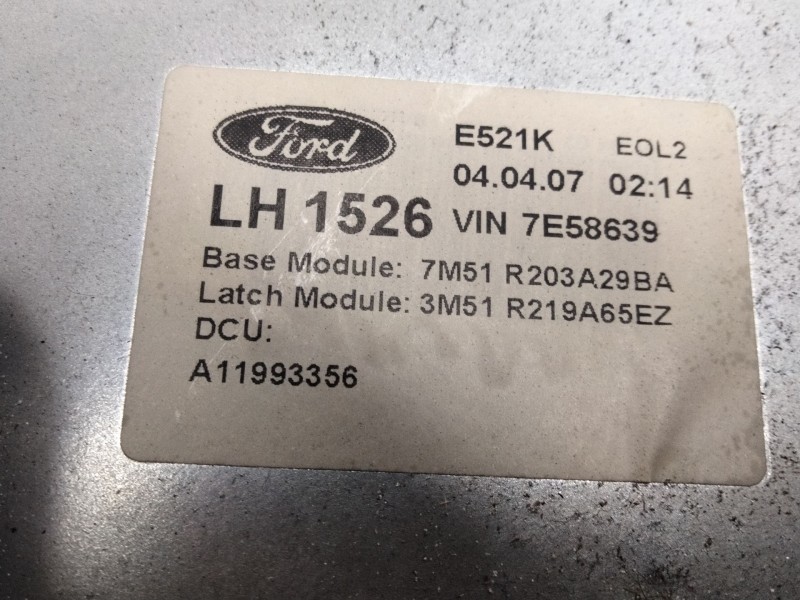 Ford
E521K EOL2
04.04.07 02:14
LH 1526 VIN 7E58639
Base Module: 7M51 R203A29BA
Latch Module: 3M51 R219A65EZ
DCU:
A11993356